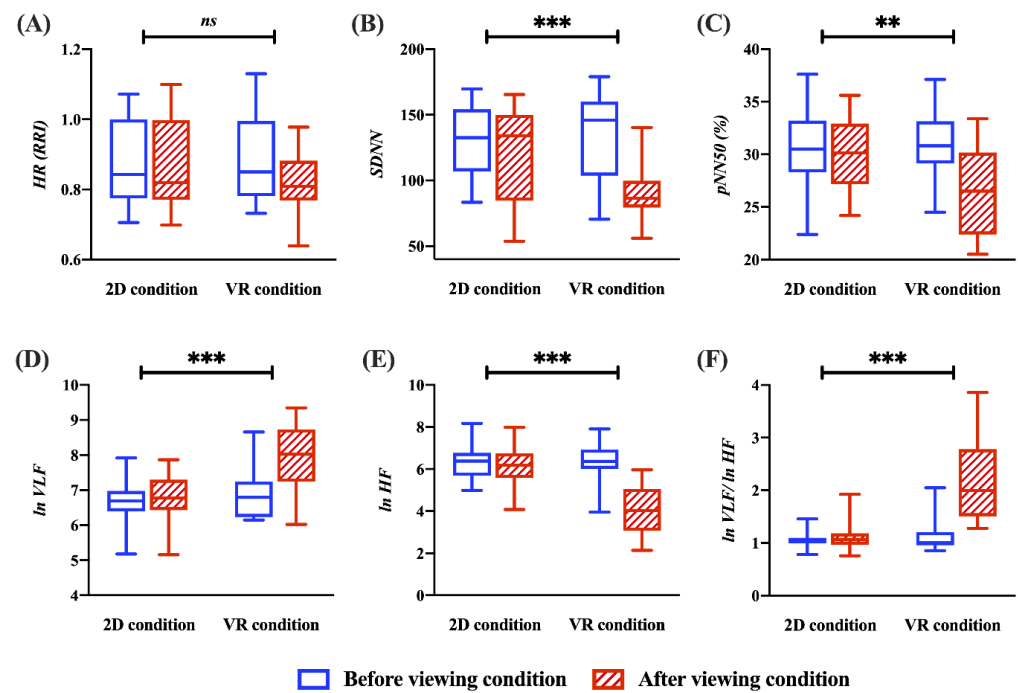 (A) ns
HR (RRI)
1.2
1.0
0.8
0.6
2D condition VR condition
(B) ***
SDNN
200
150
100
50
2D condition VR condition
(C) **
pNN50 (%)
40
35
30
25
20
2D condition VR condition
(D) ***
ln VLF
10
9
8
7
6
5
4
2D condition VR condition
(E) ***
ln HF
10
8
6
4
2
0
2D condition VR condition
(F) ***
ln VLF/ ln HF
4
3
2
1
0
2D condition VR condition
Before viewing condition After viewing condition